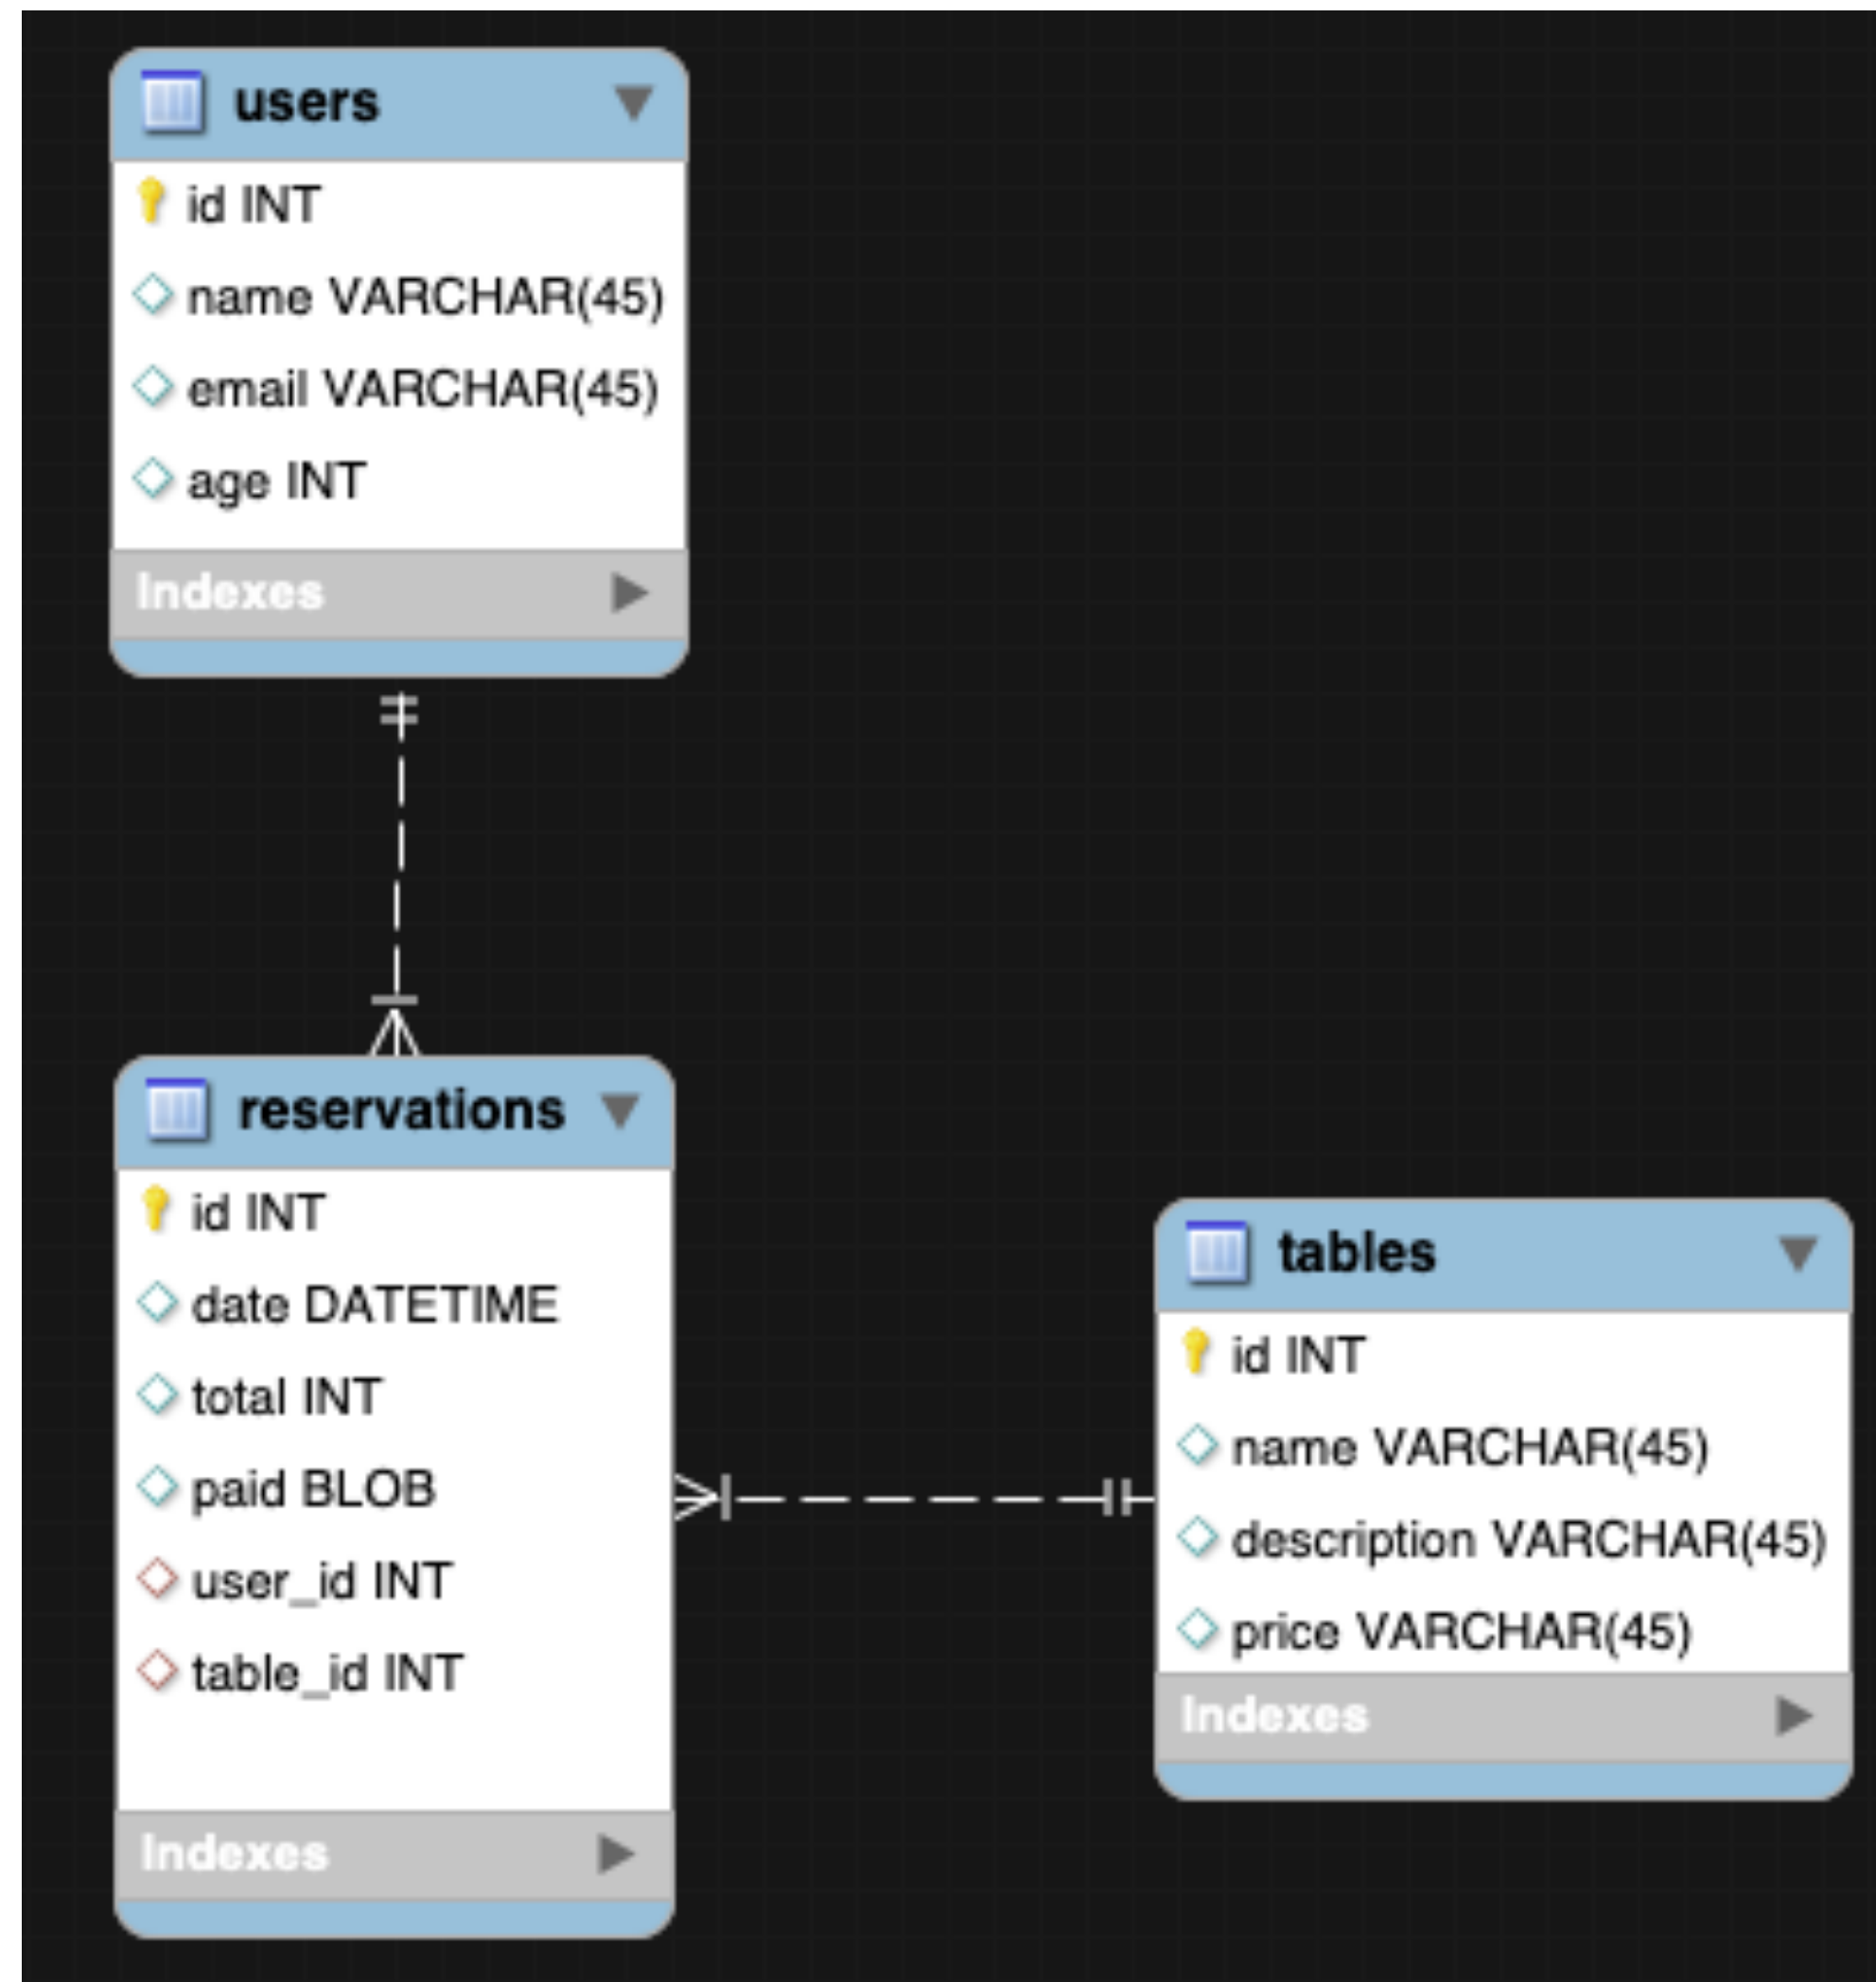 users
id INT
name VARCHAR(45)
email VARCHAR(45)
age INT
Indexes
reservations
id INT
date DATETIME
total INT
paid BLOB
user_id INT
table_id INT
Indexes
tables
id INT
name VARCHAR(45)
description VARCHAR(45)
price VARCHAR(45)
Indexes